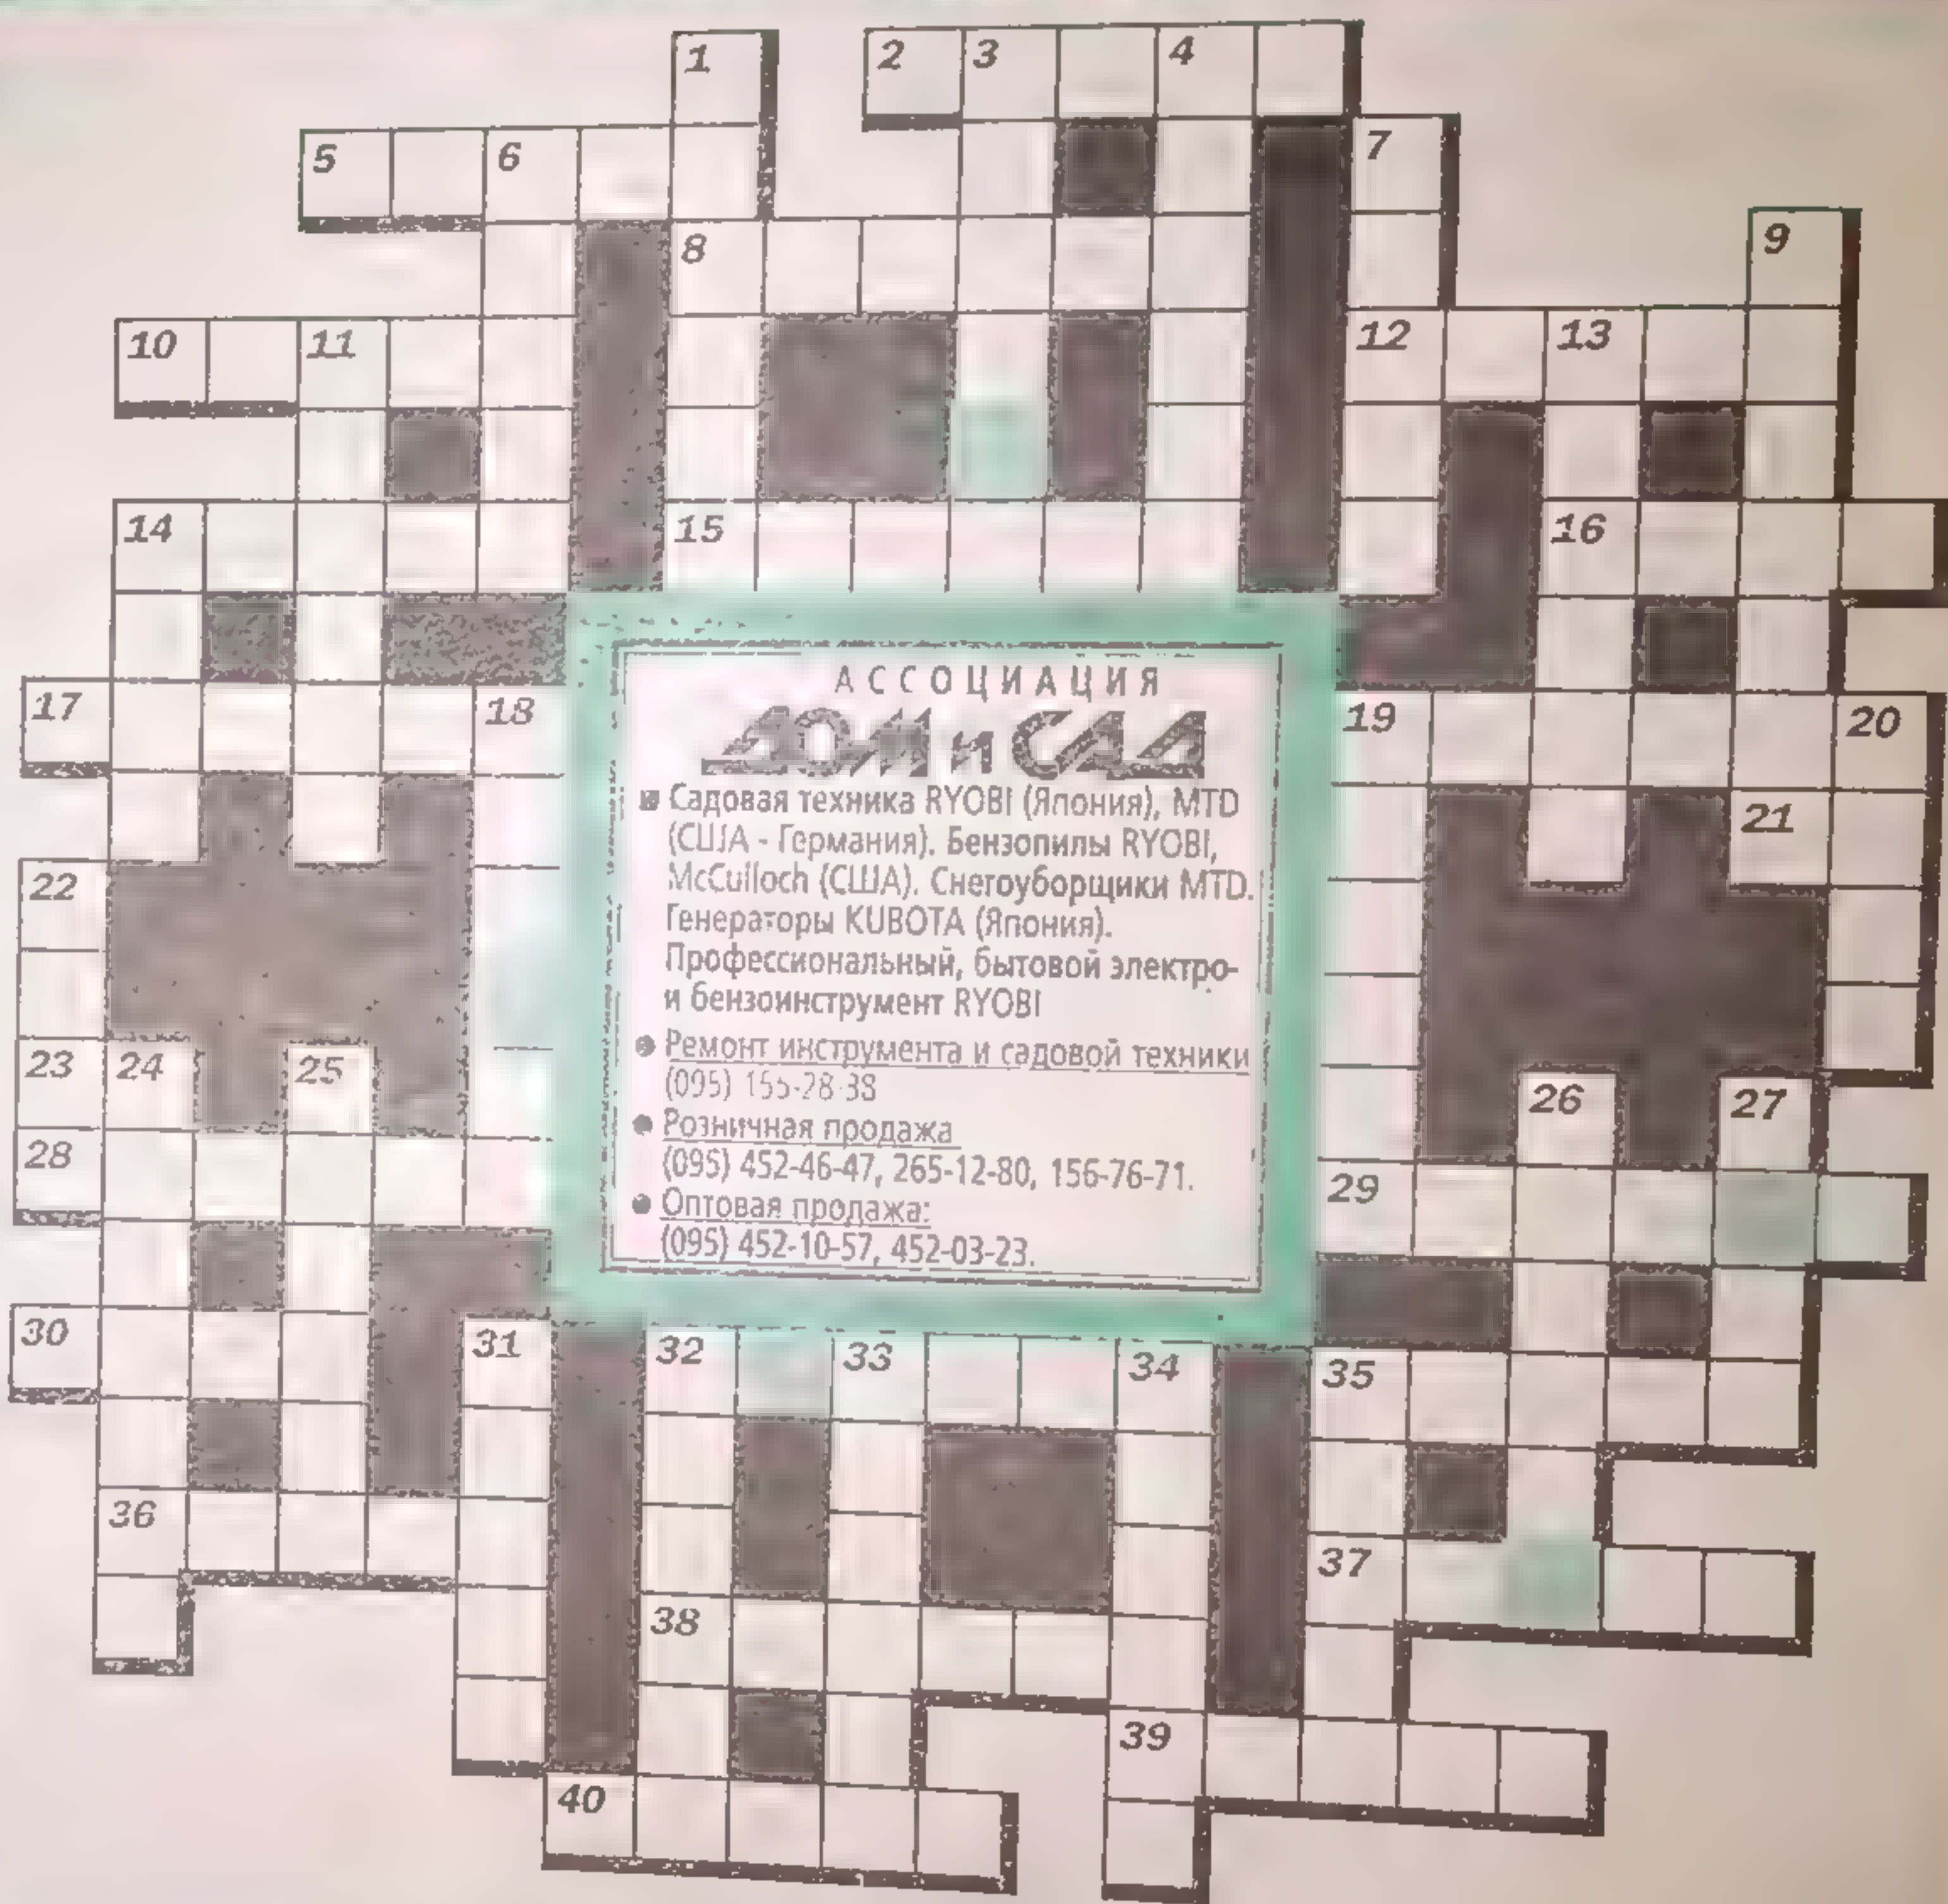 1 2 3 4
5 6 7
8 9
10 11 12 13
14 15 16
АССОЦИАЦИЯ
17 18 ДОМ и САД 19 20
Садовая техника RYOBI (Япония), MTD
(США - Германия). Бензопилы RYOBI,
21
22 McCulloch (США). Снегоуборщики MTD.
Генераторы KUBOTA (Япония).
Профессиональный, бытовой электро-
и бензоинструмент RYOBI
23 24 25 Ремонт инструмента и садовой техники
(095) 155-28-38
26 27
Розничная продажа
28 (095) 452-46-47, 265-12-80, 156-76-71.
29
Оптовая продажа:
(095) 452-10-57, 452-03-23.
30 31 32 33 34 35
36 37
38
39
40